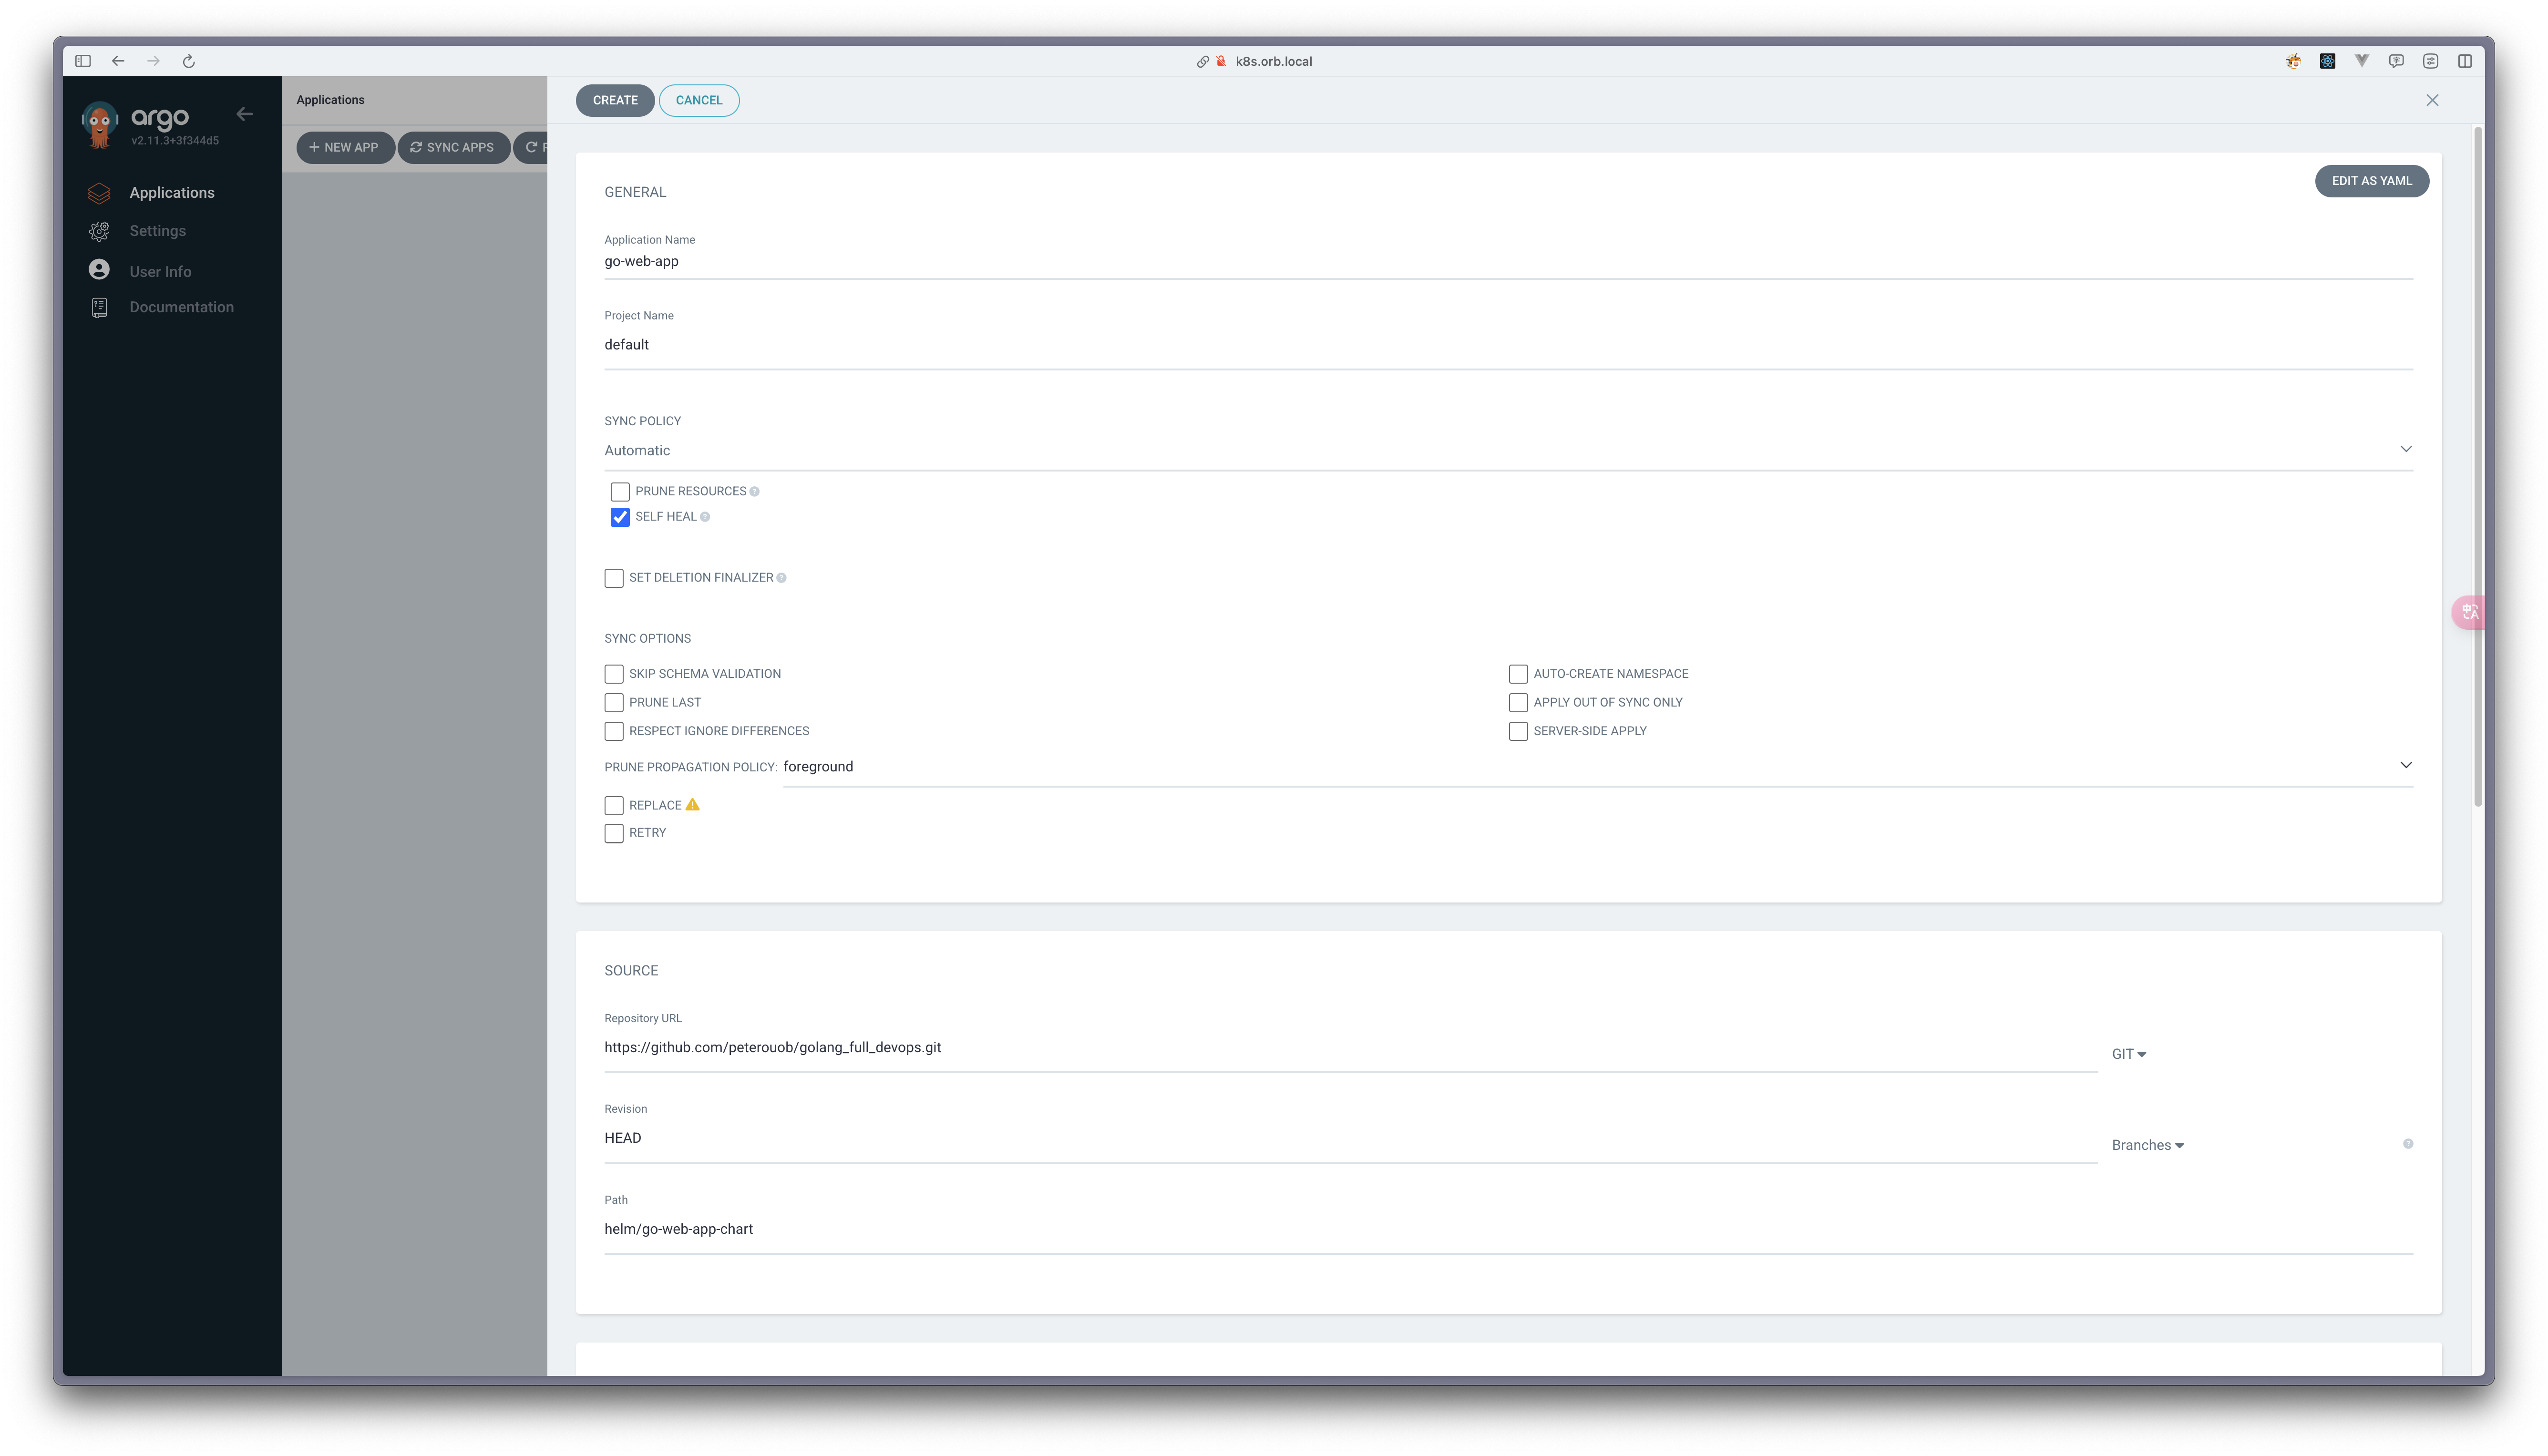 k8s.orb.local
argo
v2.11.3+3f344d5
Applications
Settings
User Info
Documentation
Applications
NEW APP
SYNC APPS
CREATE
CANCEL
GENERAL
EDIT AS YAML
Application Name
go-web-app
Project Name
default
SYNC POLICY
Automatic
PRUNE RESOURCES
SELF HEAL
SET DELETION FINALIZER
SYNC OPTIONS
SKIP SCHEMA VALIDATION
AUTO-CREATE NAMESPACE
PRUNE LAST
APPLY OUT OF SYNC ONLY
RESPECT IGNORE DIFFERENCES
SERVER-SIDE APPLY
PRUNE PROPAGATION POLICY: foreground
REPLACE
RETRY
SOURCE
Repository URL
https://github.com/peterouob/golang_full_devops.git
GIT
Revision
HEAD
Branches
Path
helm/go-web-app-chart